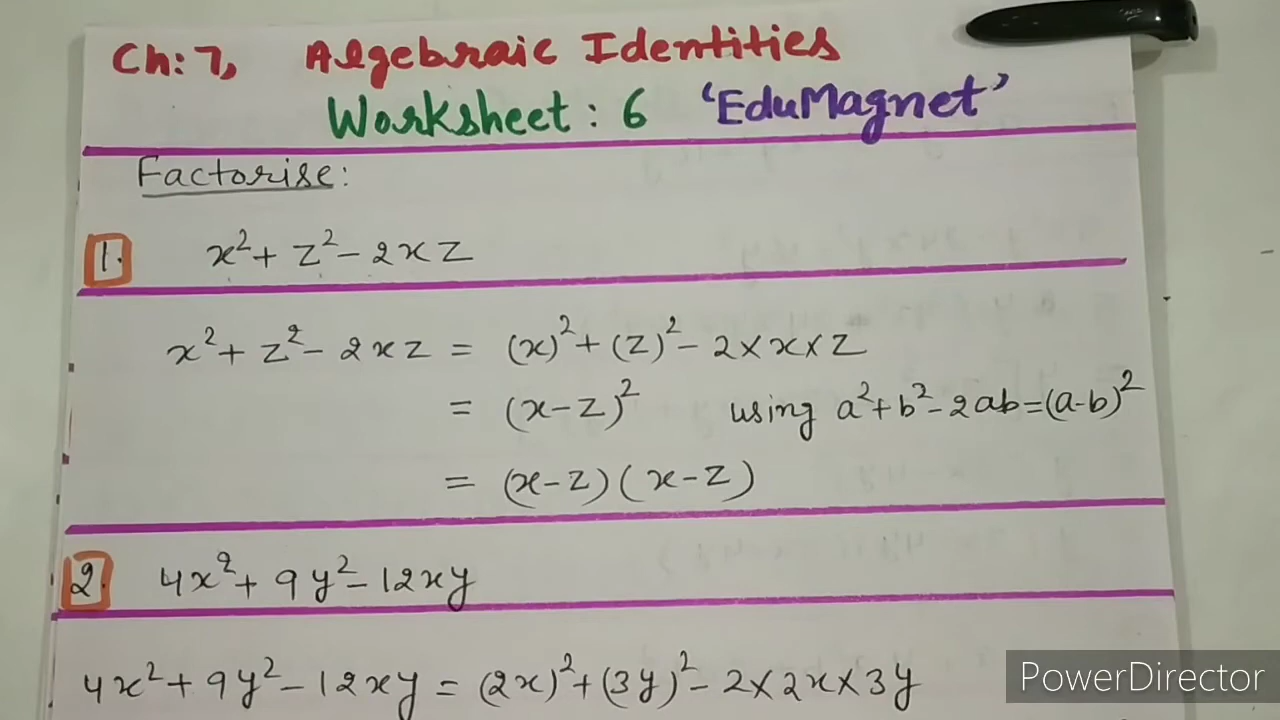 Ch: 7, Algebraic Identities
Worksheet : 6 'EduMagnet'
Factorise:
1. x² + z² - 2xz
x² + z² - 2xz = (x)² + (z)² - 2×x×z
= (x-z)² using a²+b²-2ab=(a-b)²
= (x-z)(x-z)
2. 4x² + 9y² - 12xy
4x² + 9y² - 12xy = (2x)² + (3y)² - 2×2x×3y
PowerDirector